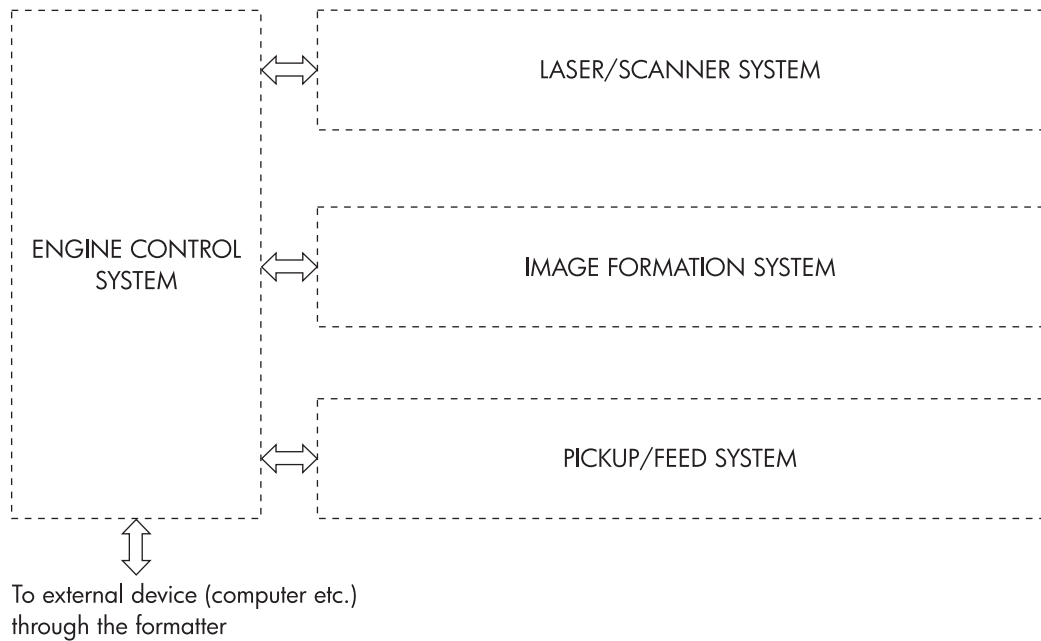 LASER/SCANNER SYSTEM
ENGINE CONTROL
SYSTEM
IMAGE FORMATION SYSTEM
PICKUP/FEED SYSTEM
To external device (computer etc.)
through the formatter